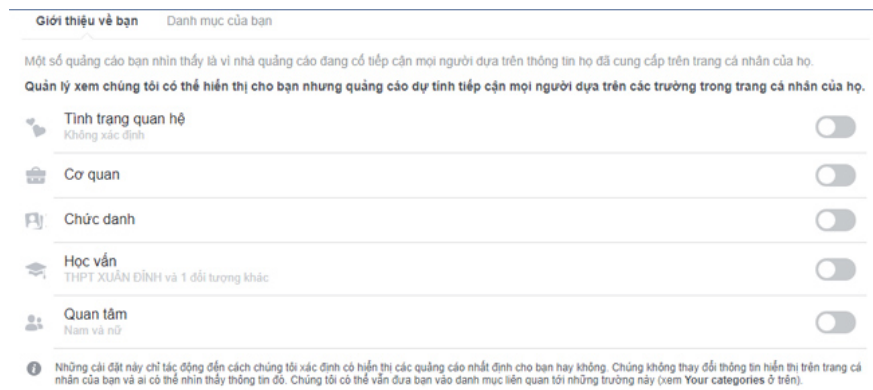 Giới thiệu về bạn Danh mục của bạn
Một số quảng cáo bạn nhìn thấy là vì nhà quảng cáo đang cố tiếp cận mọi người dựa trên thông tin họ đã cung cấp trên trang cá nhân của họ.
Quản lý xem chúng tôi có thể hiển thị cho bạn nhưng quảng cáo dự tính tiếp cận mọi người dựa trên các trường trong trang cá nhân của họ.
Tình trạng quan hệ
Không xác định
Cơ quan
Chức danh
Học vấn
THPT XUÂN ĐỈNH và 1 đối tượng khác
Quan tâm
Nam và nữ
Những cài đặt này chỉ tác động đến cách chúng tôi xác định có hiển thị các quảng cáo nhất định cho bạn hay không. Chúng không thay đổi thông tin hiển thị trên trang cá
nhân của bạn và ai có thể nhìn thấy thông tin đó. Chúng tôi có thể vẫn đưa bạn vào danh mục liên quan tới những trường này (xem Your categories ở trên).